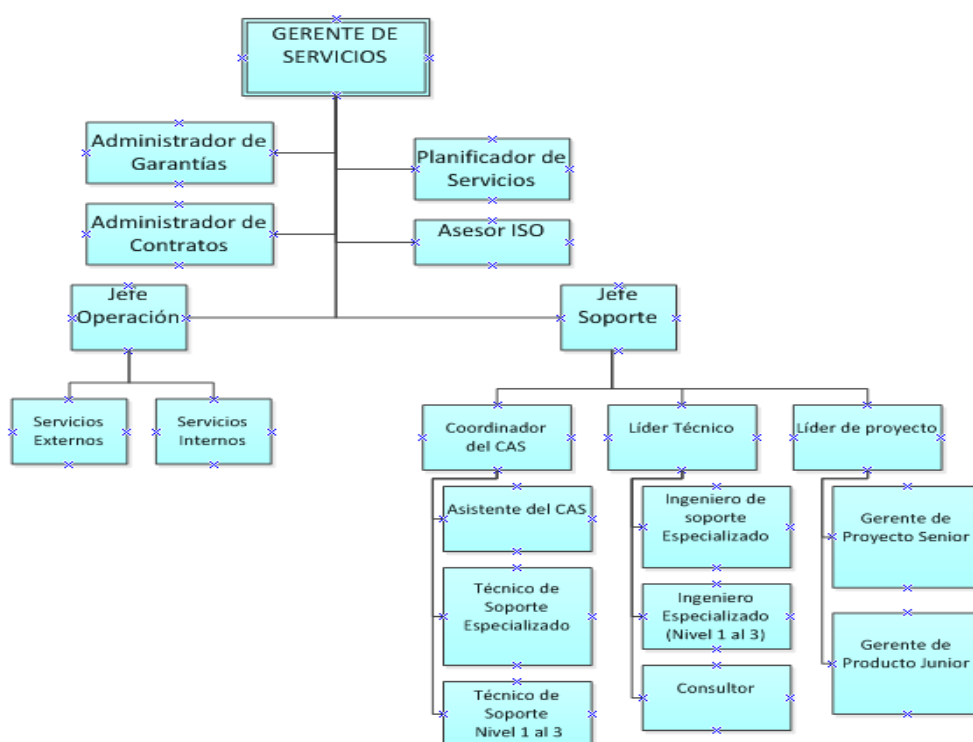 GERENTE DE
SERVICIOS
Administrador de
Garantías
Planificador de
Servicios
Administrador de
Contratos
Asesor ISO
Jefe
Operación
Jefe
Soporte
Servicios
Externos
Servicios
Internos
Coordinador
del CAS
Líder Técnico
Líder de proyecto
Asistente del CAS
Técnico de
Soporte
Especializado
Técnico de
Soporte
Nivel 1 al 3
Ingeniero de
soporte
Especializado
Ingeniero
Especializado
(Nivel 1 al 3)
Consultor
Gerente de
Proyecto Senior
Gerente de
Producto Junior